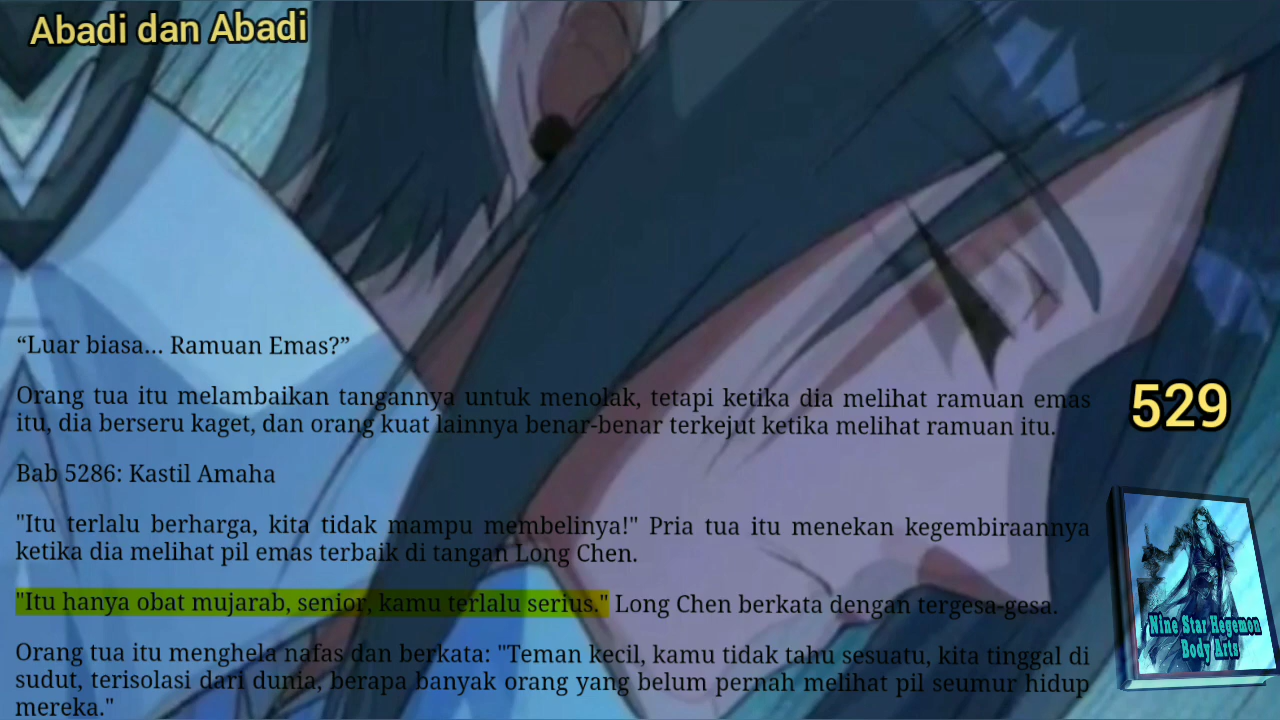 Abadi dan Abadi
“Luar biasa... Ramuan Emas?”
Orang tua itu melambaikan tangannya untuk menolak, tetapi ketika dia melihat ramuan emas
itu, dia berseru kaget, dan orang kuat lainnya benar-benar terkejut ketika melihat ramuan itu.
529
Bab 5286: Kastil Amaha
"Itu terlalu berharga, kita tidak mampu membelinya!" Pria tua itu menekan kegembiraannya
ketika dia melihat pil emas terbaik di tangan Long Chen.
"Itu hanya obat mujarab, senior, kamu terlalu serius." Long Chen berkata dengan tergesa-gesa.
Orang tua itu menghela nafas dan berkata: "Teman kecil, kamu tidak tahu sesuatu, kita tinggal di
sudut, terisolasi dari dunia, berapa banyak orang yang belum pernah melihat pil seumur hidup
mereka."
Nine Star Hegemon
Body Arts